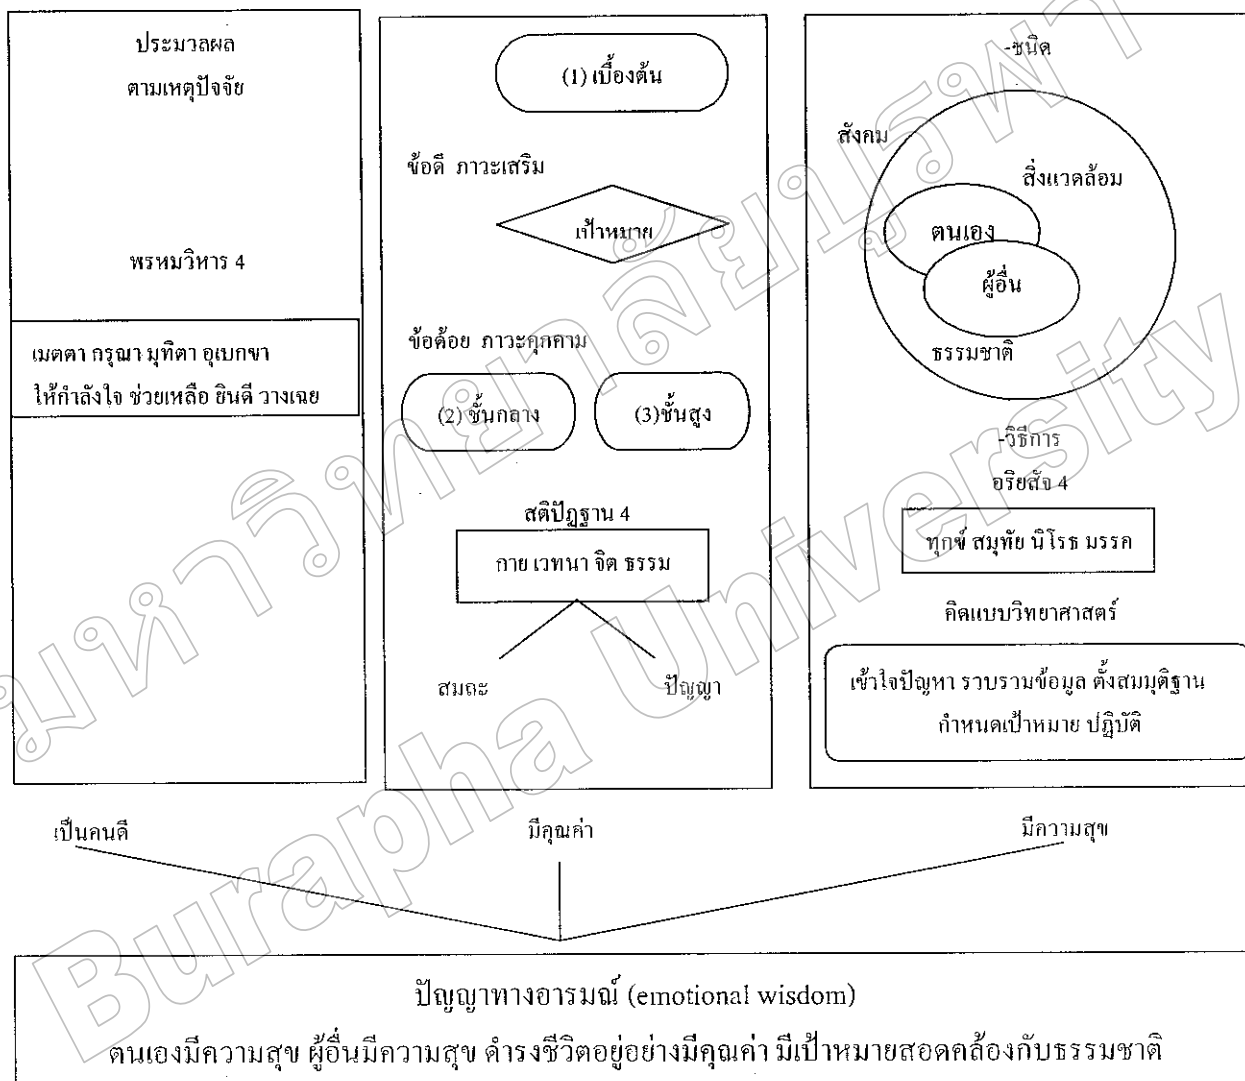 ประมวลผล
ตามเหตุปัจจัย
พรหมวิหาร 4
เมตตา กรุณา มุทิตา อุเบกขา
ให้กำลังใจ ช่วยเหลือ ยินดี วางเฉย
(1) เบื้องต้น
ข้อดี ภาวะเสริม
เป้าหมาย
ข้อด้อย ภาวะคุกคาม
(2) ชั้นกลาง
(3)ชั้นสูง
สติปัฏฐาน 4
กาย เวทนา จิต ธรรม
สมถะ
ปัญญา
-ชนิด
สังคม
สิ่งแวดล้อม
ตนเอง
ผู้อื่น
ธรรมชาติ
-วิธีการ
อริยสัจ 4
ทุกข์ สมุทัย นิโรธ มรรค
คิดแบบวิทยาศาสตร์
เข้าใจปัญหา ราบรามข้อมูล ตั้งสมมุติฐาน
กำหนดเป้าหมาย ปฏิบัติ
เป็นคนดี
มีคุณค่า
มีความสุข
ปัญญาทางอารมณ์ (emotional wisdom)
ตนเองมีความสุข ผู้อื่นมีความสุข ดำรงชีวิตอยู่อย่างมีคุณค่า มีเป้าหมายสอดคล้องกับธรรมชาติ
มหาวิทยาลัยบูรพา
Burapha University